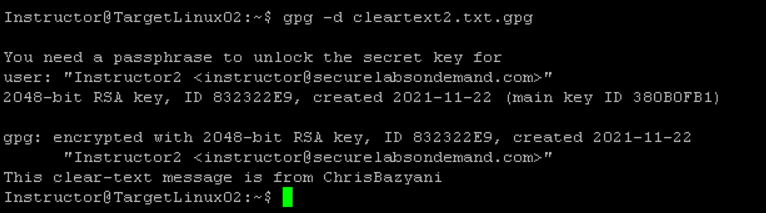 Instructor@TargetLinux02:~$ gpg -d cleartext2.txt.gpg
You need a passphrase to unlock the secret key for
user: "Instructor2 <instructor@securelabsondemand.com>"
2048-bit RSA key, ID 832322E9, created 2021-11-22 (main key ID 380B0FB1)
gpg: encrypted with 2048-bit RSA key, ID 832322E9, created 2021-11-22
"Instructor2 <instructor@securelabsondemand.com>"
This clear-text message is from ChrisBazyani
Instructor@TargetLinux02:~$